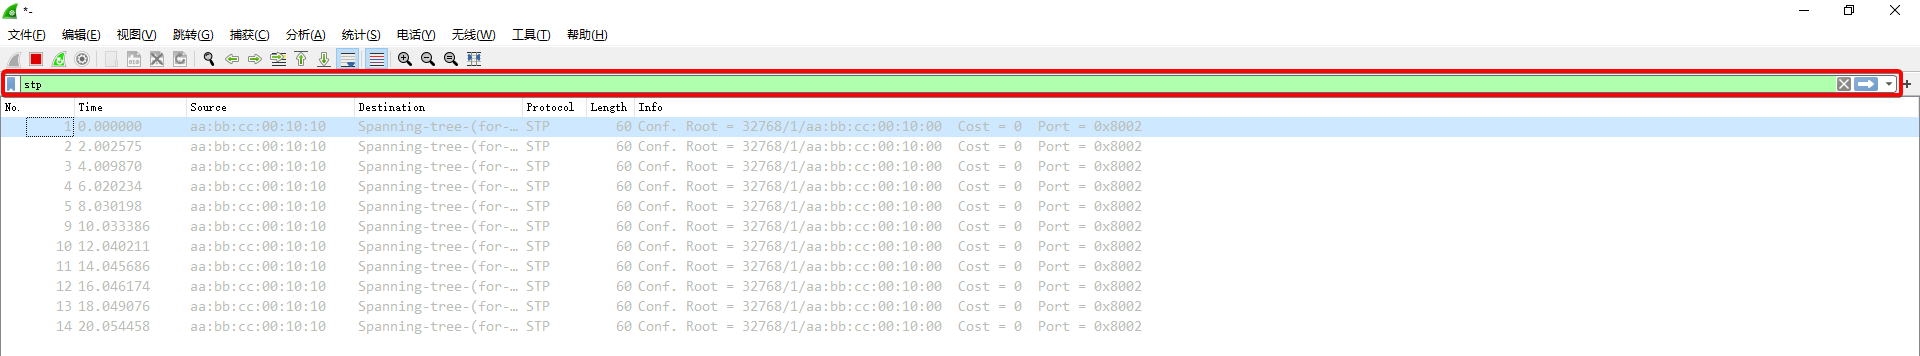 *-
文件(F) 编辑(E) 视图(V) 跳转(G) 捕获(C) 分析(A) 统计(S) 电话(Y) 无线(W) 工具(T) 帮助(H)
stp
No. Time Source Destination Protocol Length Info
1 0.000000 aa:bb:cc:00:10:10 Spanning-tree-(for-… STP 60 Conf. Root = 32768/1/aa:bb:cc:00:10:00 Cost = 0 Port = 0x8002
2 2.002575 aa:bb:cc:00:10:10 Spanning-tree-(for-… STP 60 Conf. Root = 32768/1/aa:bb:cc:00:10:00 Cost = 0 Port = 0x8002
3 4.009870 aa:bb:cc:00:10:10 Spanning-tree-(for-… STP 60 Conf. Root = 32768/1/aa:bb:cc:00:10:00 Cost = 0 Port = 0x8002
4 6.020234 aa:bb:cc:00:10:10 Spanning-tree-(for-… STP 60 Conf. Root = 32768/1/aa:bb:cc:00:10:00 Cost = 0 Port = 0x8002
5 8.030198 aa:bb:cc:00:10:10 Spanning-tree-(for-… STP 60 Conf. Root = 32768/1/aa:bb:cc:00:10:00 Cost = 0 Port = 0x8002
9 10.033386 aa:bb:cc:00:10:10 Spanning-tree-(for-… STP 60 Conf. Root = 32768/1/aa:bb:cc:00:10:00 Cost = 0 Port = 0x8002
10 12.040211 aa:bb:cc:00:10:10 Spanning-tree-(for-… STP 60 Conf. Root = 32768/1/aa:bb:cc:00:10:00 Cost = 0 Port = 0x8002
11 14.045686 aa:bb:cc:00:10:10 Spanning-tree-(for-… STP 60 Conf. Root = 32768/1/aa:bb:cc:00:10:00 Cost = 0 Port = 0x8002
12 16.046174 aa:bb:cc:00:10:10 Spanning-tree-(for-… STP 60 Conf. Root = 32768/1/aa:bb:cc:00:10:00 Cost = 0 Port = 0x8002
13 18.049076 aa:bb:cc:00:10:10 Spanning-tree-(for-… STP 60 Conf. Root = 32768/1/aa:bb:cc:00:10:00 Cost = 0 Port = 0x8002
14 20.054458 aa:bb:cc:00:10:10 Spanning-tree-(for-… STP 60 Conf. Root = 32768/1/aa:bb:cc:00:10:00 Cost = 0 Port = 0x8002